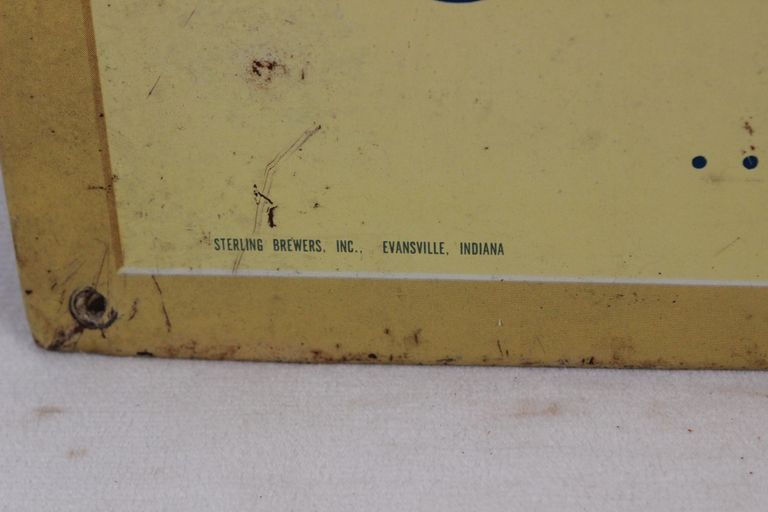 STERLING BREWERS, INC., EVANSVILLE, INDIANA